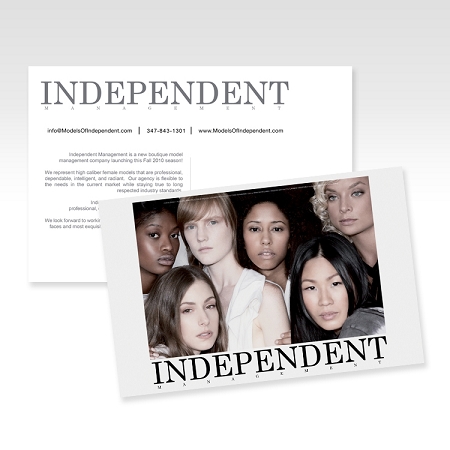 INDEPENDENT
MANAGEMENT
info@ModelsOfIndependent.com | 347-843-1301 | www.ModelsOfIndependent.com
Independent Management is a new boutique model
management company launching this Fall 2010 season!
We represent high caliber female models that are professional,
dependable, intelligent, and radiant. Our agency is flexible to
the needs in the current market while staying true to long
respected industry standards.
professional,
We look forward to
faces and most
INDEPENDENT
MANAGEMENT